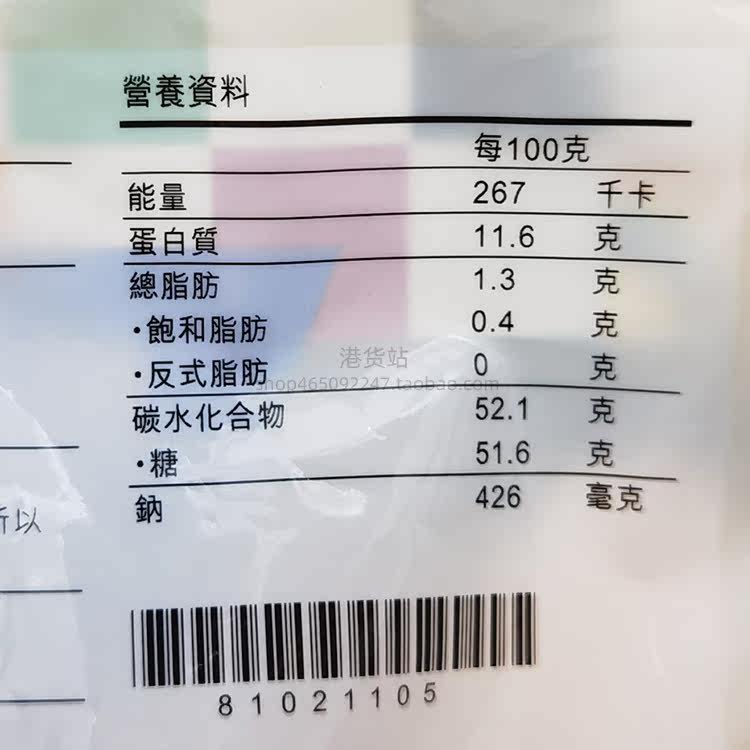 營養資料
每100克
能量 267 千卡
蛋白質 11.6 克
總脂肪 1.3 克
·飽和脂肪 0.4 克
·反式脂肪 0 克
港货站
shop465092247.taobao.com
碳水化合物 52.1 克
·糖 51.6 克
鈉 426 毫克
所以
81021105